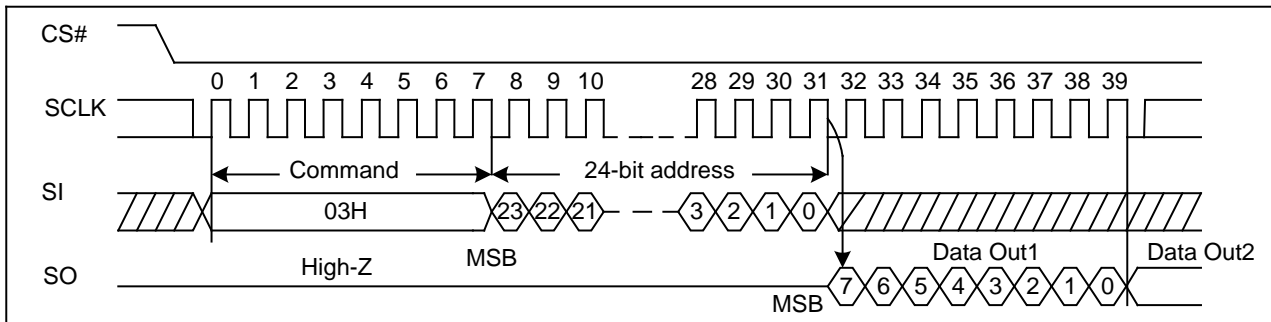 CS#
0 1 2 3 4 5 6 7 8 9 10 28 29 30 31 32 33 34 35 36 37 38 39
SCLK
Command 24-bit address
SI
03H 23 22 21 3 2 1 0
High-Z MSB Data Out1 Data Out2
SO
MSB 7 6 5 4 3 2 1 0